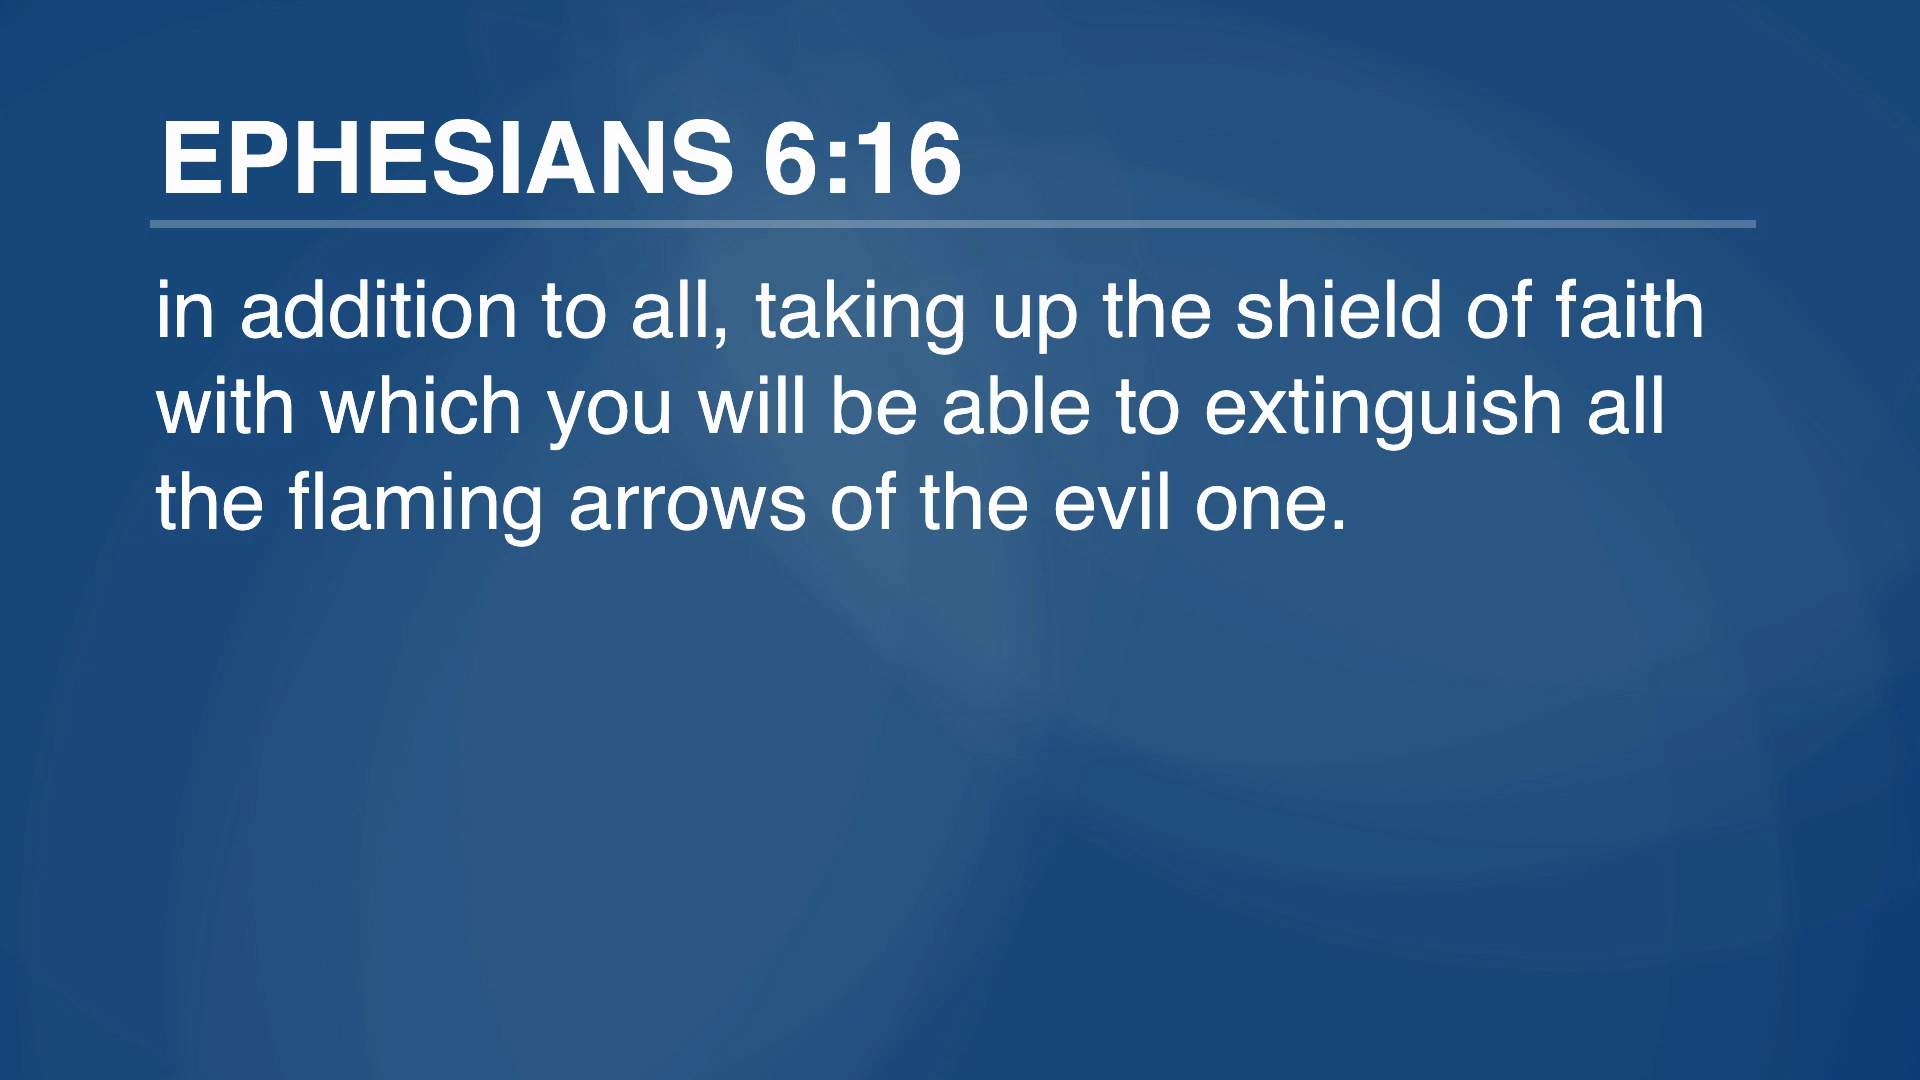 EPHESIANS 6:16
in addition to all, taking up the shield of faith
with which you will be able to extinguish all
the flaming arrows of the evil one.